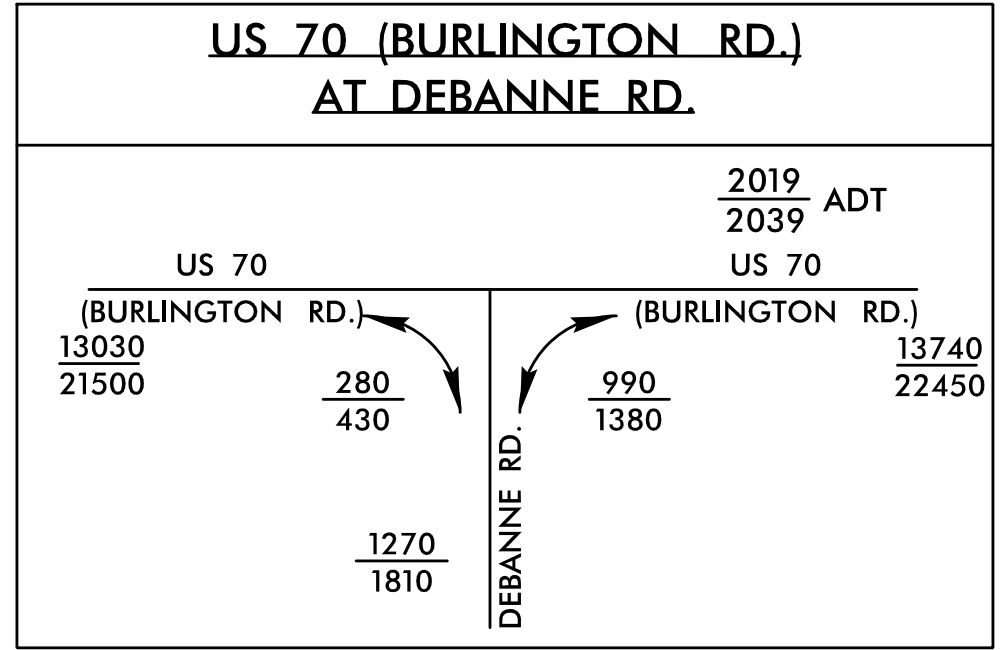 US 70 (BURLINGTON RD.)
AT DEBANNE RD.
2019
2039
ADT
US 70
(BURLINGTON RD.)
US 70
(BURLINGTON RD.)
13030
21500
280
430
990
1380
13740
22450
1270
1810
DEBANNE RD.